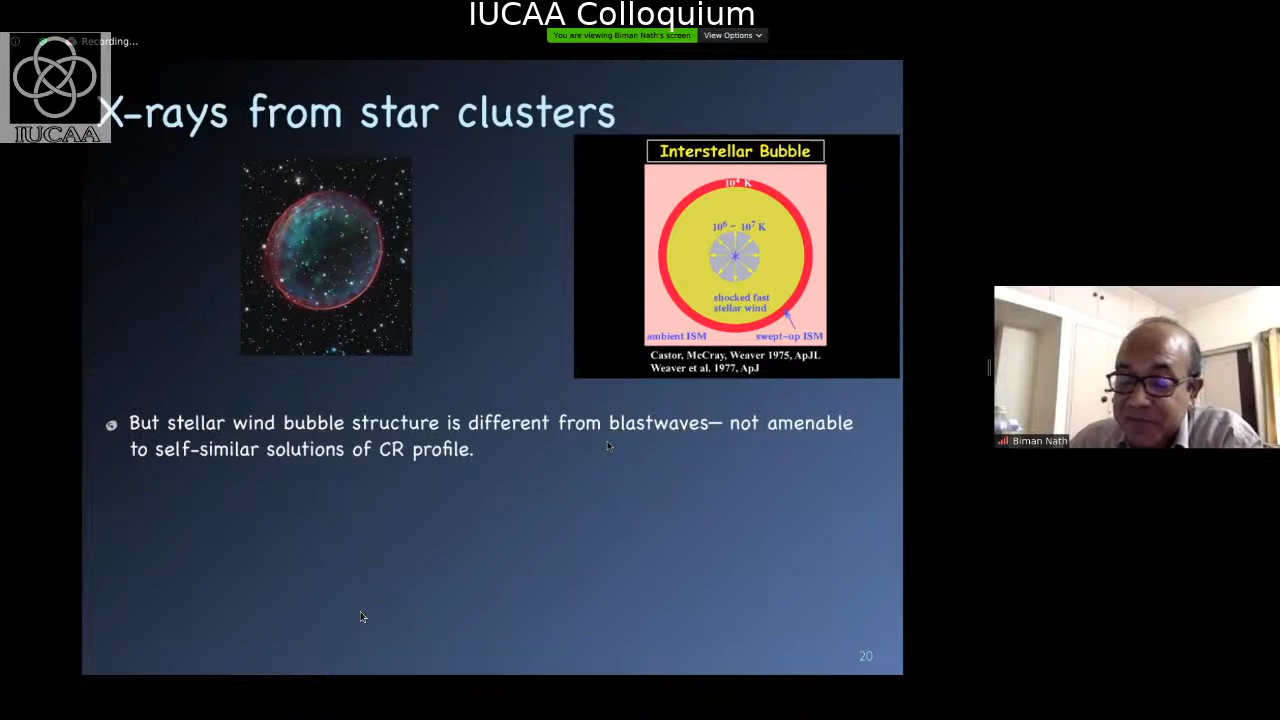 IUCAA Colloquium
You are viewing Biman Nath's screen
View Options
Recording...
IUCAA
X-rays from star clusters
Interstellar Bubble
10⁴ K
10⁶ – 10⁷ K
shocked fast
stellar wind
ambient ISM
swept-up ISM
Castor, McCray, Weaver 1975, ApJL
Weaver et al. 1977, ApJ
But stellar wind bubble structure is different from blastwaves— not amenable
to self-similar solutions of CR profile.
Biman Nath
20